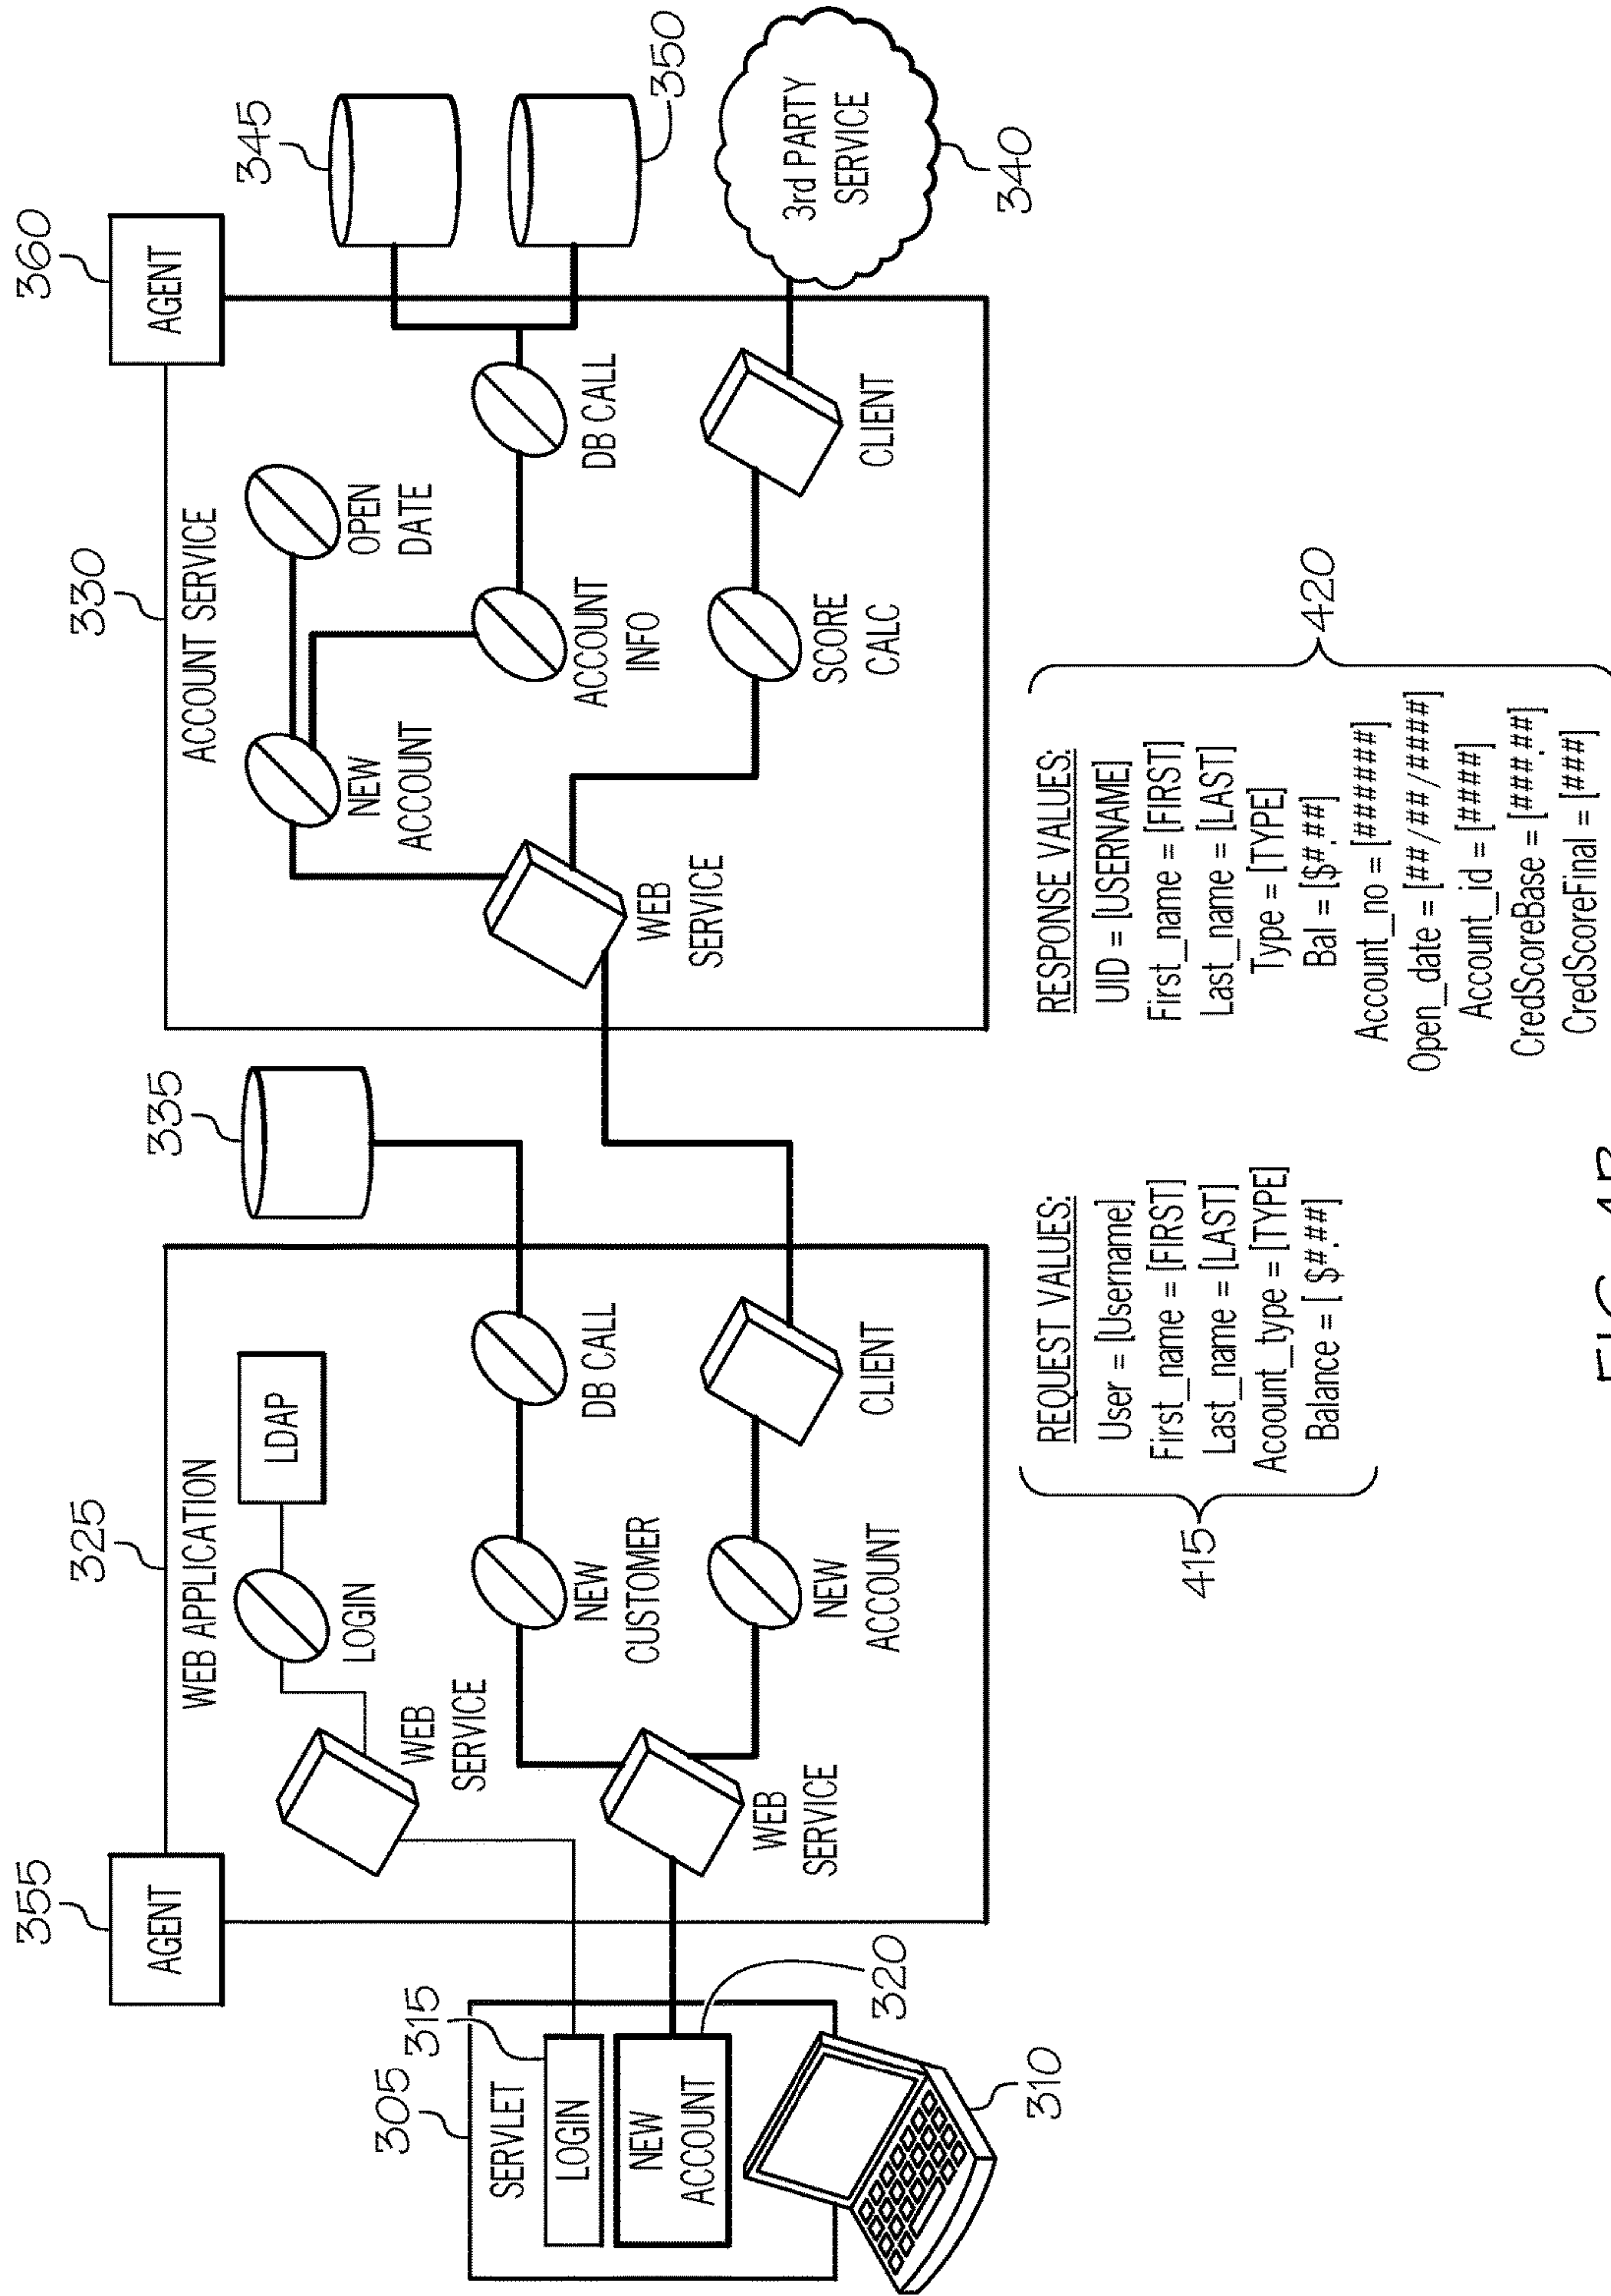 355
AGENT
325
WEB APPLICATION
335
330
ACCOUNT SERVICE
360
AGENT
345
350
305
SERVLET
315
LOGIN
NEW
ACCOUNT
320
310
WEB
SERVICE
LOGIN
LDAP
WEB
SERVICE
NEW
CUSTOMER
DB CALL
NEW
ACCOUNT
CLIENT
WEB
SERVICE
NEW
ACCOUNT
OPEN
DATE
ACCOUNT
INFO
DB CALL
SCORE
CALC
CLIENT
3rd PARTY
SERVICE
340
415
REQUEST VALUES:
User = [Username]
First_name = [FIRST]
Last_name = [LAST]
Acoount_type = [TYPE]
Balance = [ $#.##]
RESPONSE VALUES:
UID = [USERNAME]
First_name = [FIRST]
Last_name = [LAST]
Type = [TYPE]
Bal = [$#.##]
Account_no = [######]
Open_date = [##/##/####]
Account_id = [####]
CredScoreBase = [###.##]
CredScoreFinal = [###]
420